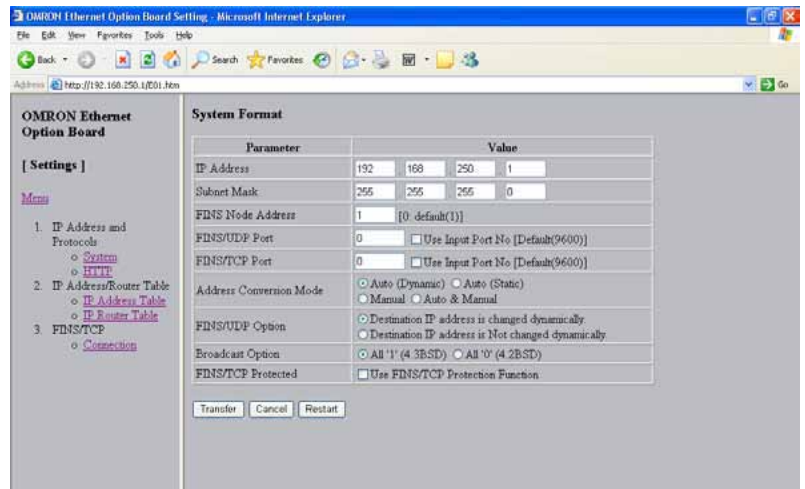 OMRON Ethernet Option Board Setting - Microsoft Internet Explorer
File Edit View Favorites Tools Help
Back Search Favorites
Address http://192.168.250.1/E01.htm Go
OMRON Ethernet
Option Board
[ Settings ]
Menu
1. IP Address and
Protocols
System
HTTP
2. IP Address/Router Table
IP Address Table
IP Router Table
3. FINS/TCP
Connection
System Format
Parameter Value
IP Address 192 . 168 . 250 . 1
Subnet Mask 255 . 255 . 255 . 0
FINS Node Address 1 [0: default(1)]
FINS/UDP Port 0 Use Input Port No [Default(9600)]
FINS/TCP Port 0 Use Input Port No [Default(9600)]
Address Conversion Mode Auto (Dynamic) Auto (Static)
Manual Auto & Manual
FINS/UDP Option Destination IP address is changed dynamically.
Destination IP address is Not changed dynamically.
Broadcast Option All '1' (4.3BSD) All '0' (4.2BSD)
FINS/TCP Protected Use FINS/TCP Protection Function
Transfer Cancel Restart